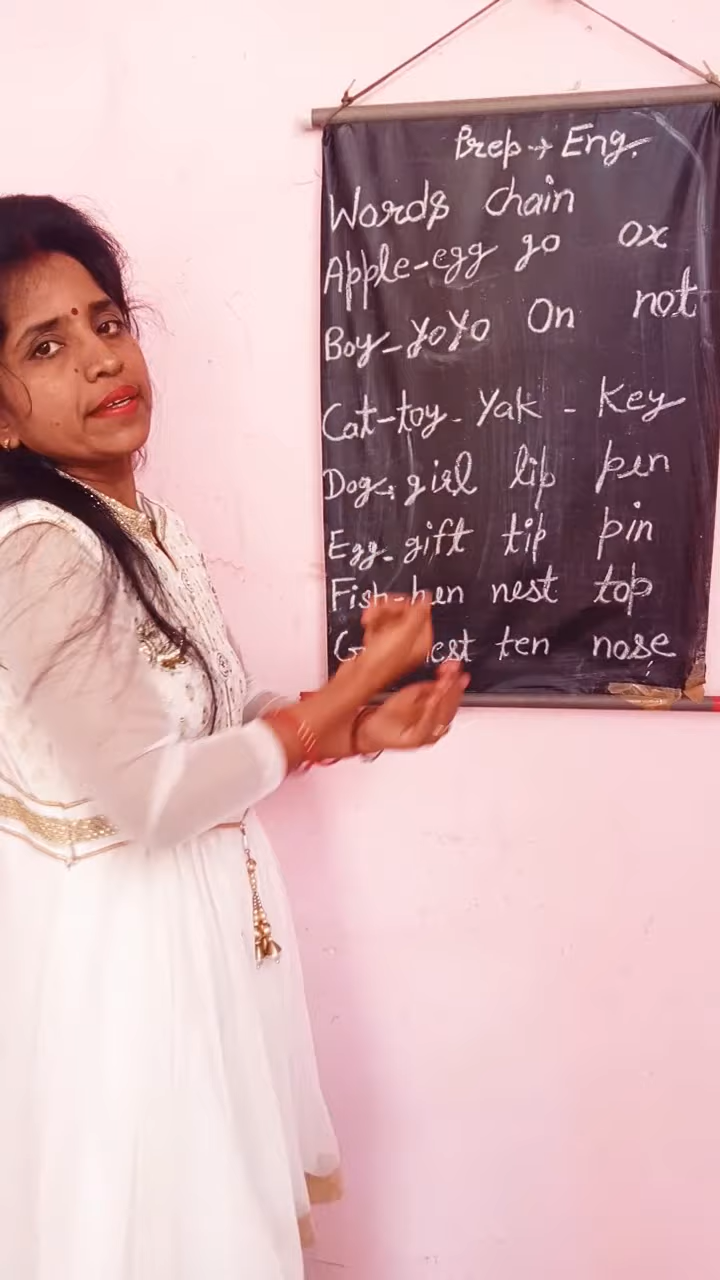 Prep → Eng.
Words chain
Apple-egg go ox
Boy-YoYo On not
Cat-toy-Yak-Key
Dog. girl lip pen
Egg-gift tip pin
Fish-hen nest top
ten nose